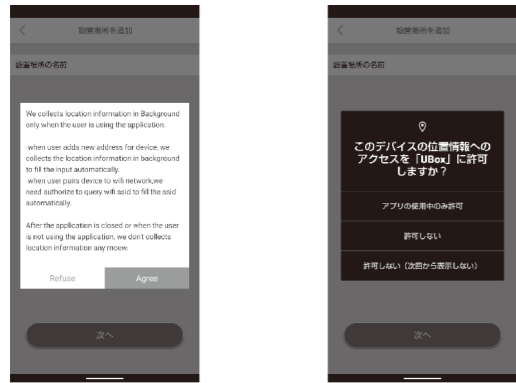 設置場所を追加
設置場所の名前
We collects location information in Background
only when the user is using the application.
-when user adds new address for device, we
collects the location information in background
to fill the input automatically.
-when user pairs device to wifi network,we
need authorize to query wifi ssid to fill the ssid
automatically.
After the application is closed or when the user
is not using the application, we don't collects
location information any moew.
Refuse
Agree
次へ
設置場所を追加
設置場所の名前
このデバイスの位置情報への
アクセスを「UBox」に許可
しますか？
アプリの使用中のみ許可
許可しない
許可しない（次回から表示しない）
次へ